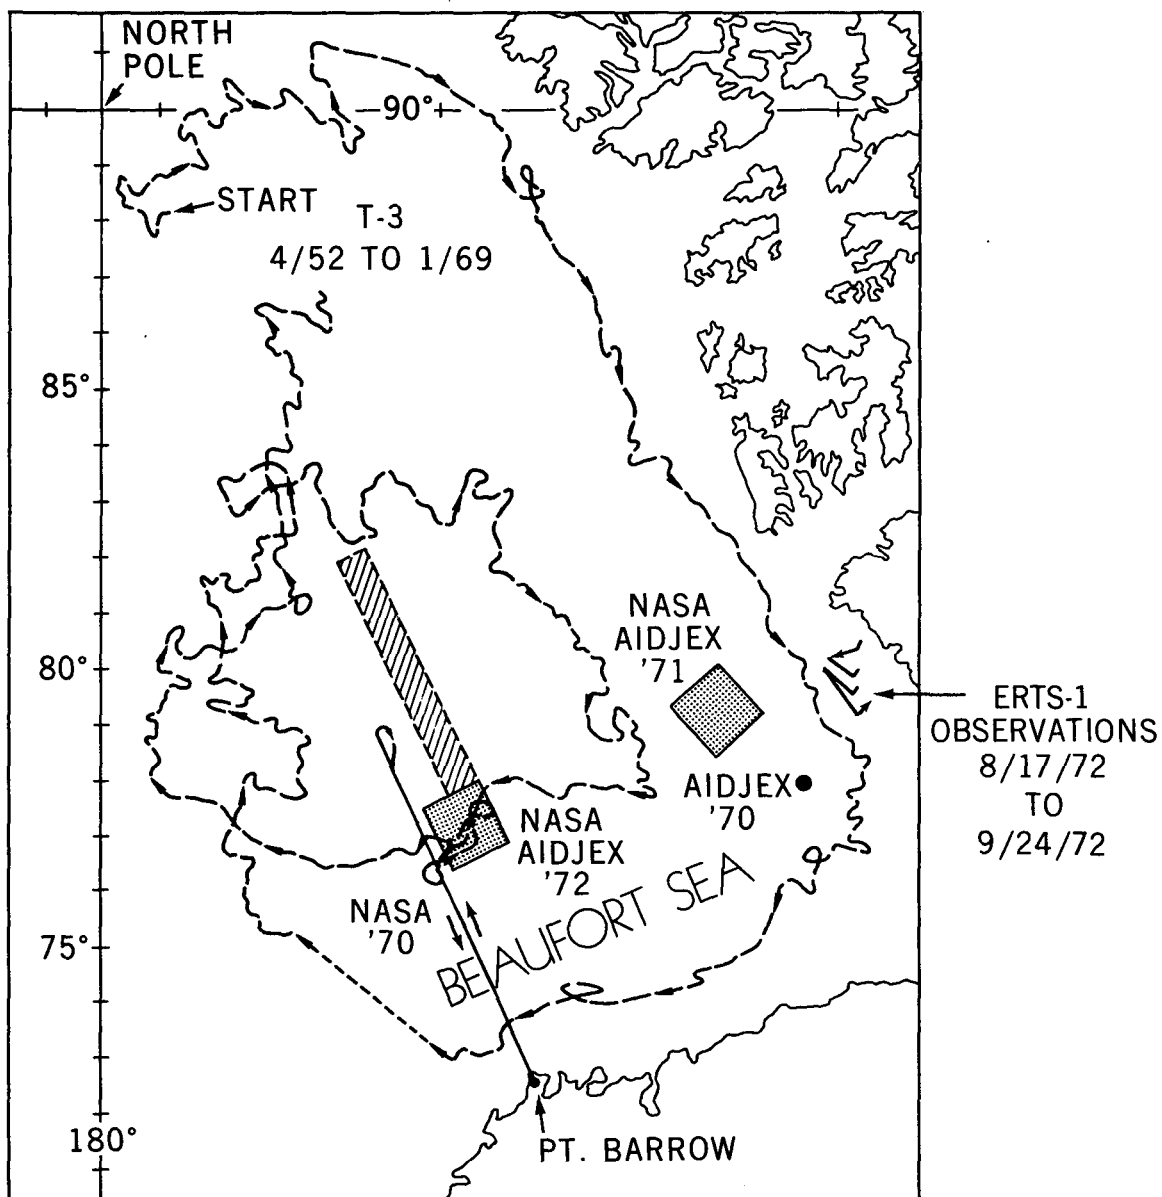 NORTH
POLE
90°
START
T-3
4/52 TO 1/69
85°
NASA
AIDJEX
'71
80°
ERTS-1
OBSERVATIONS
8/17/72
TO
9/24/72
AIDJEX
'70
NASA
AIDJEX
'72
NASA
'70
BEAUFORT SEA
75°
180°
PT. BARROW